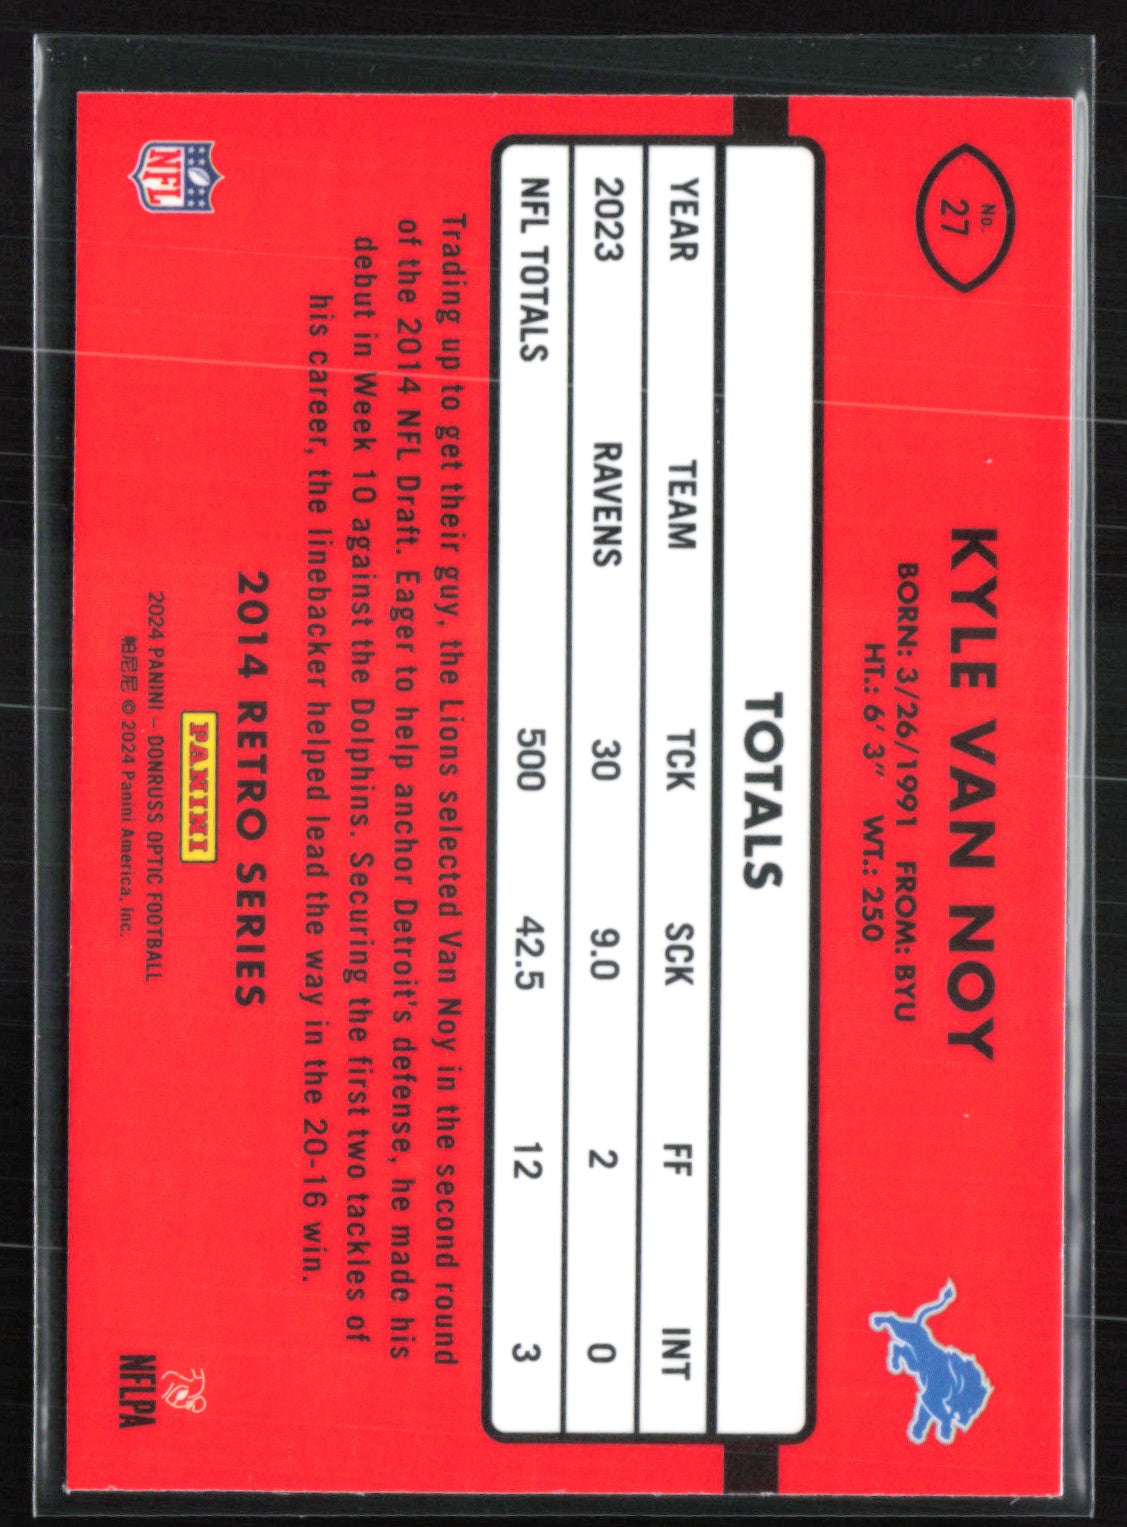 No.
27
KYLE VAN NOY
BORN: 3/26/1991 FROM: BYU
HT.: 6' 3" WT.: 250
TOTALS
YEAR TEAM TCK SCK FF INT
2023 RAVENS 30 9.0 2 0
NFL TOTALS 500 42.5 12 3
Trading up to get their guy, the Lions selected Van Noy in the second round
of the 2014 NFL Draft. Eager to help anchor Detroit's defense, he made his
debut in Week 10 against the Dolphins. Securing the first two tackles of
his career, the linebacker helped lead the way in the 20-16 win.
2014 RETRO SERIES
PANINI
2024 PANINI – DONRUSS OPTIC FOOTBALL
帕尼尼 © 2024 Panini America, Inc.
NFL
NFLPA